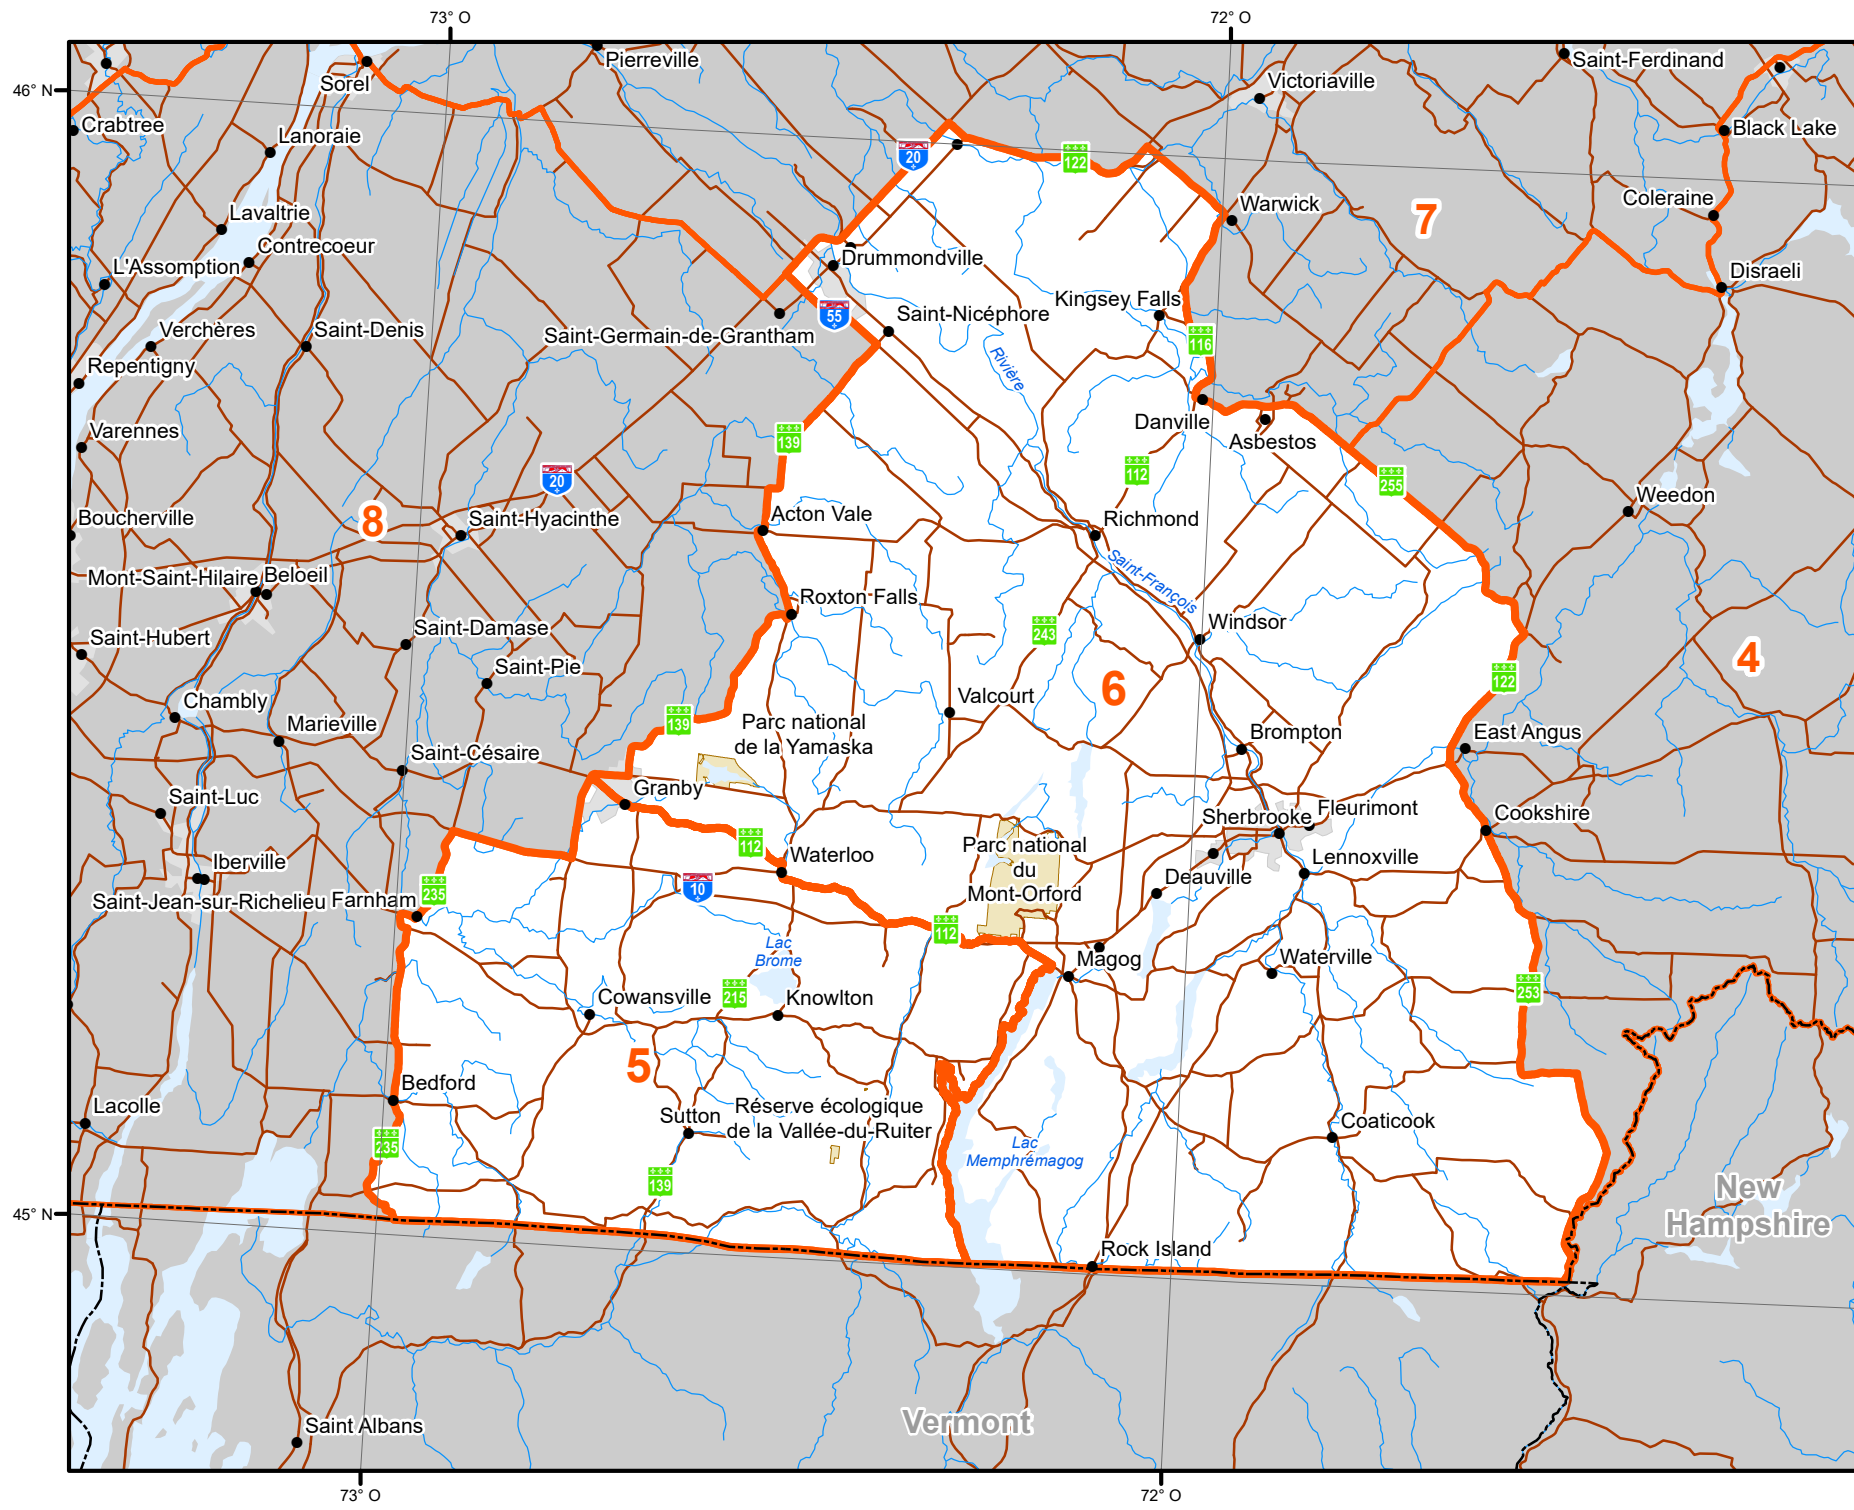 73° O
72° O
46° N
Pierreville
Sorel
Saint-Ferdinand
Victoriaville
Crabtree
Lanoraie
Black Lake
20
122
Lavaltrie
Warwick
7
Coleraine
Contrecoeur
L'Assomption
Drummondville
Disraeli
Kingsey Falls
55
Saint-Nicéphore
Verchères
Saint-Denis
Saint-Germain-de-Grantham
116
Repentigny
Rivière
Varennes
139
Danville
Asbestos
112
255
20
Weedon
Boucherville
8
Saint-Hyacinthe
Acton Vale
Richmond
Mont-Saint-Hilaire
Beloeil
Saint-François
Roxton Falls
Saint-Hubert
Saint-Damase
243
Windsor
Saint-Pie
4
122
6
Chambly
Marieville
139
Parc national
de la Yamaska
Valcourt
Brompton
East Angus
Saint-Césaire
Saint-Luc
Granby
Sherbrooke
Fleurimont
Cookshire
112
Waterloo
Parc national
du
Mont-Orford
Iberville
Lennoxville
Deauville
Saint-Jean-sur-Richelieu
Farnham
235
10
112
Lac
Brome
Magog
Waterville
215
253
Cowansville
Knowlton
5
Bedford
Lacolle
Sutton
Réserve écologique
de la Vallée-du-Ruiter
Coaticook
235
Lac
Memphrémagog
139
New
Hampshire
45° N
Rock Island
Saint Albans
Vermont
73° O
72° O